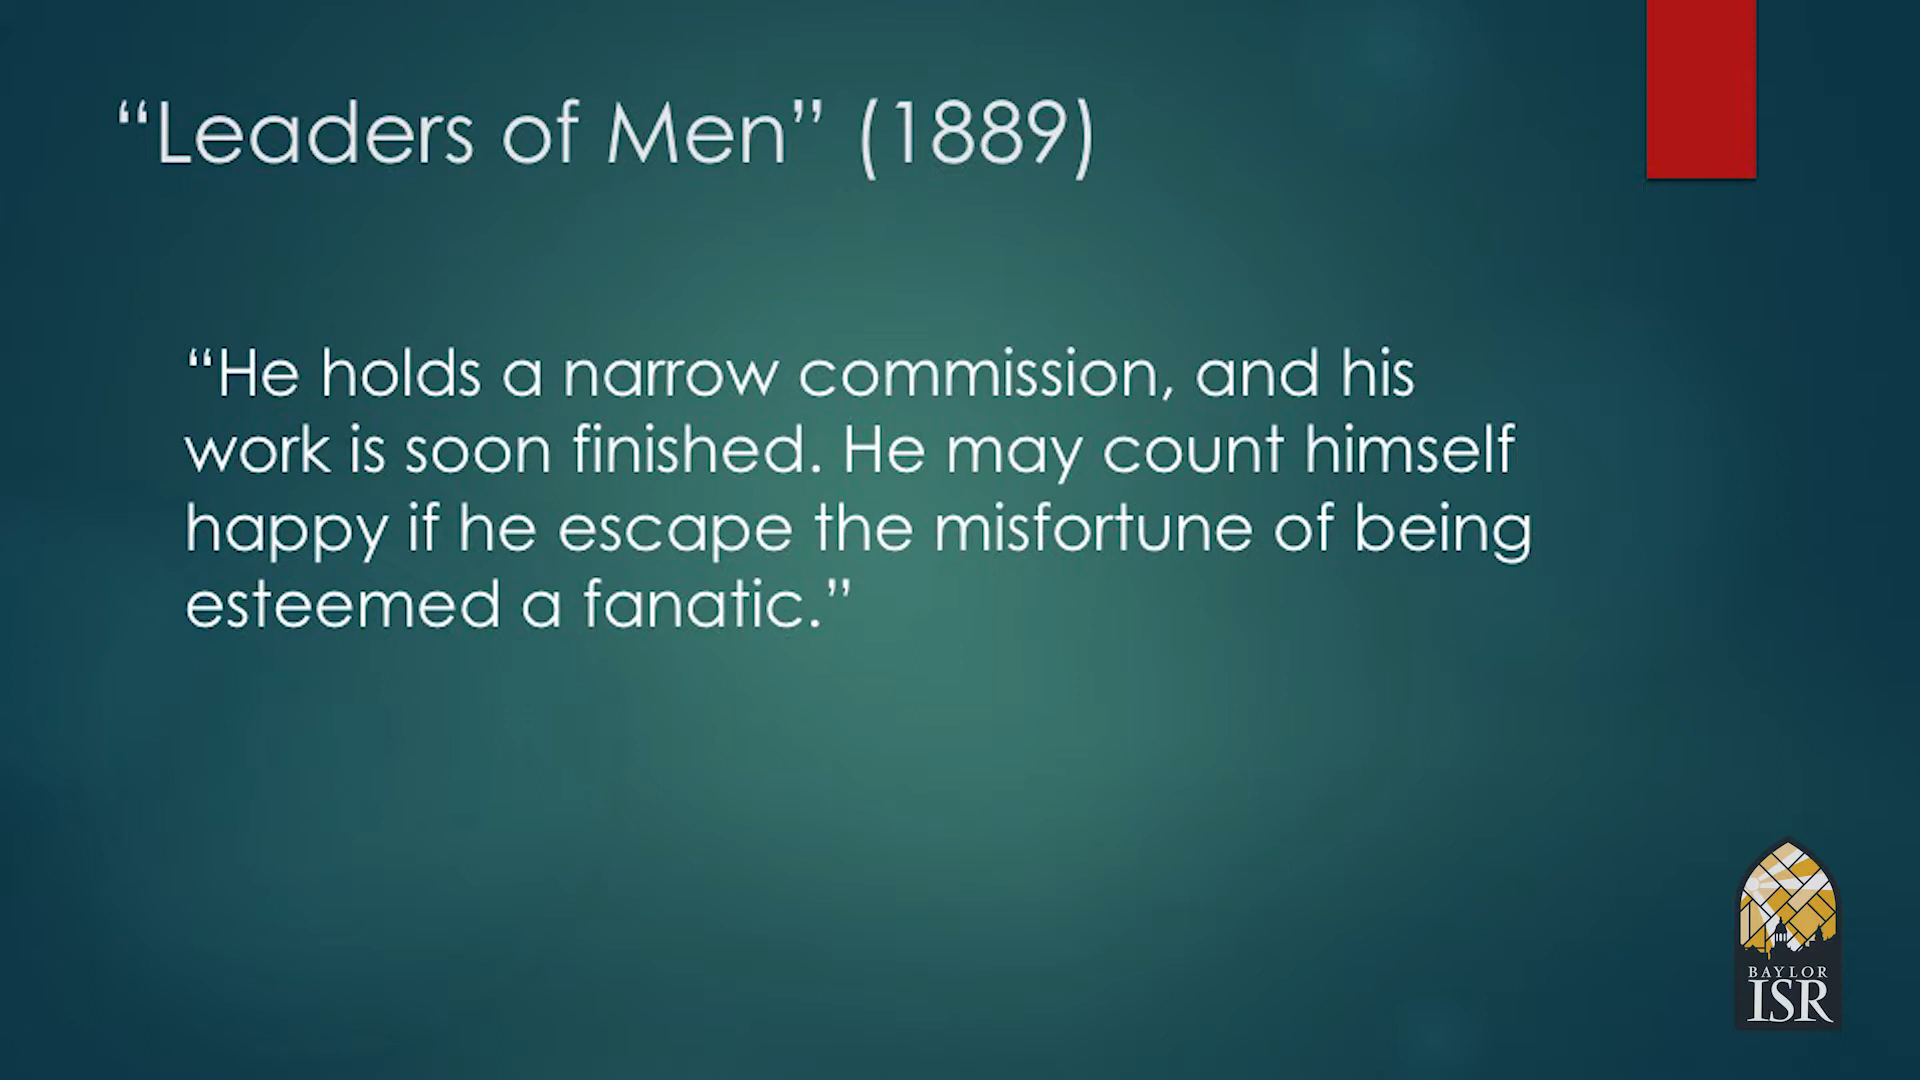 “Leaders of Men” (1889)
“He holds a narrow commission, and his
work is soon finished. He may count himself
happy if he escape the misfortune of being
esteemed a fanatic.”
BAYLOR
ISR